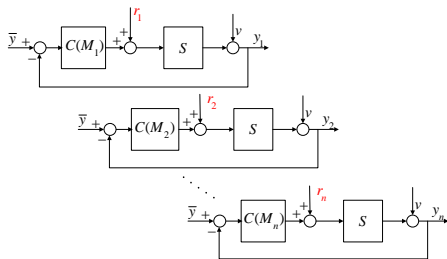 r₁
v
y̅ + − C(M₁) + + S y₁
r₂
v
y̅ + − C(M₂) + + S y₂
rₙ
v
y̅ + − C(Mₙ) + + S yₙ